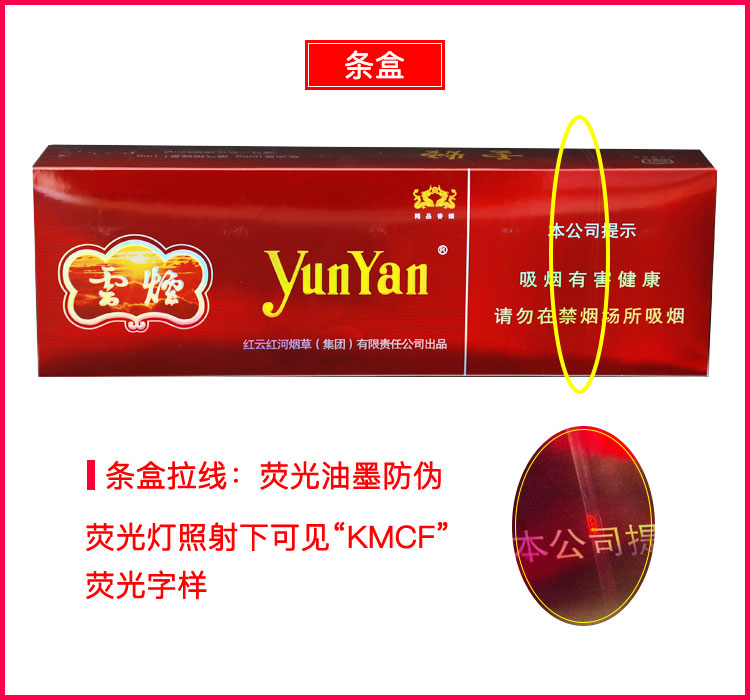 条盒
精品香烟
雲煙
YunYan®
红云红河烟草（集团）有限责任公司出品
本公司提示
吸烟有害健康
请勿在禁烟场所吸烟
条盒拉线：荧光油墨防伪
荧光灯照射下可见“KMCF”
荧光字样
本公司提